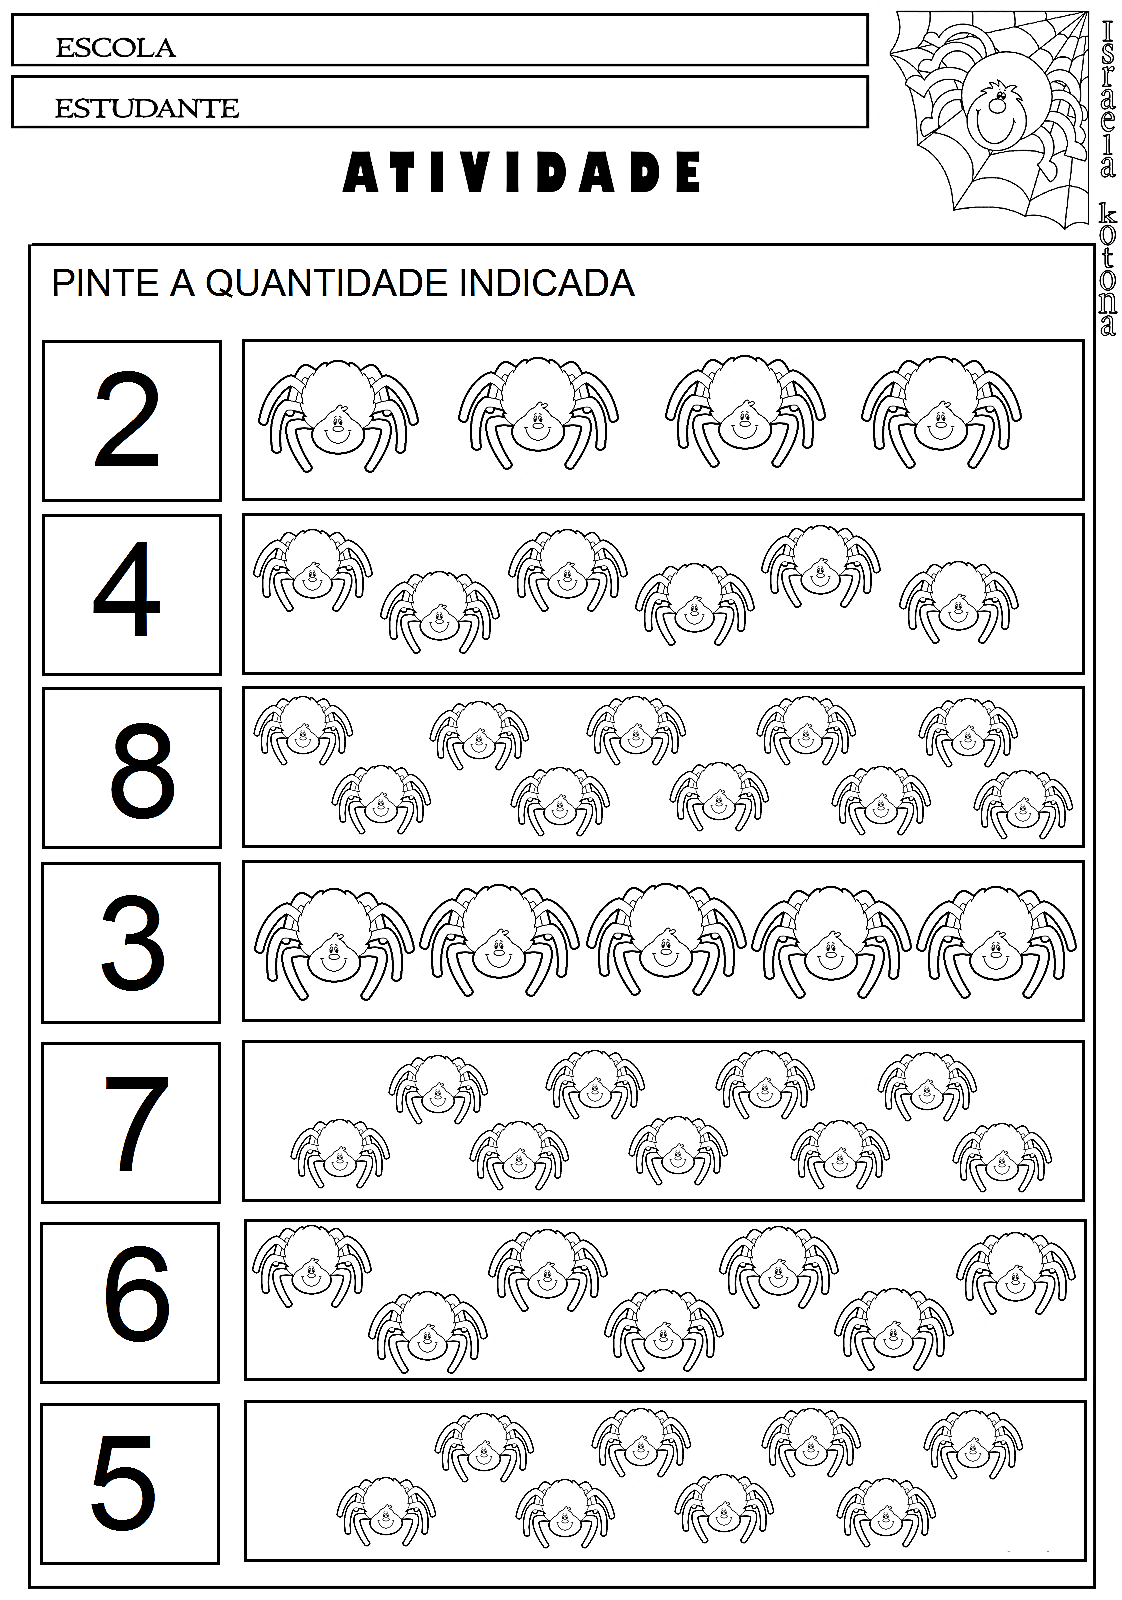 ESCOLA
ESTUDANTE
Israela kotona
ATIVIDADE
PINTE A QUANTIDADE INDICADA
2
4
8
3
7
6
5